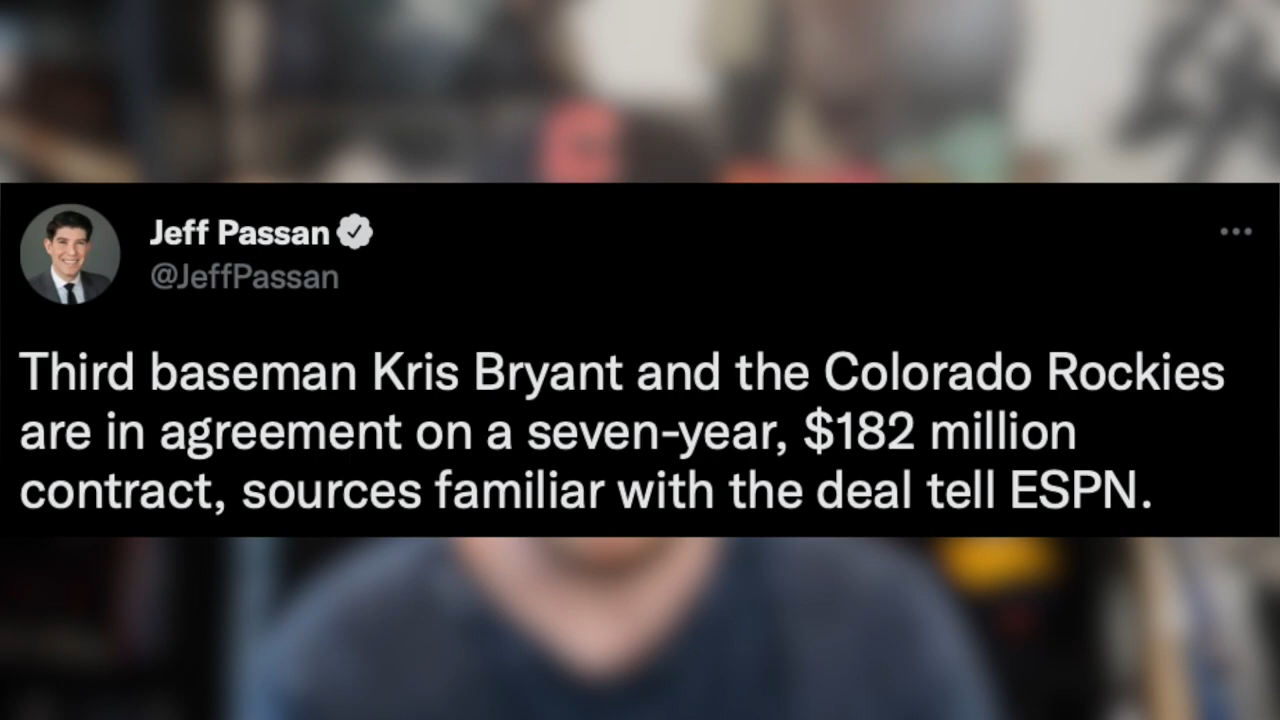 Jeff Passan
@JeffPassan
Third baseman Kris Bryant and the Colorado Rockies
are in agreement on a seven-year, $182 million
contract, sources familiar with the deal tell ESPN.